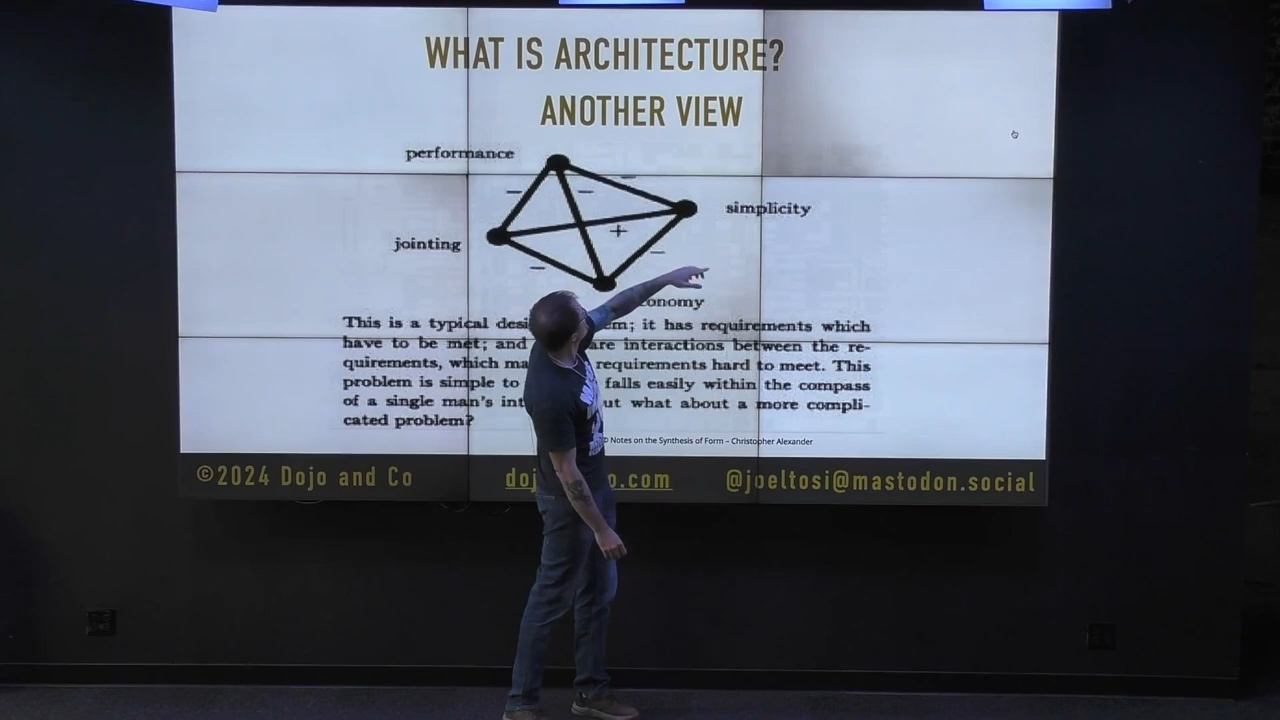 WHAT IS ARCHITECTURE?
ANOTHER VIEW
performance
simplicity
+
jointing
onomy
This is a typical desi em; it has requirements which
have to be met; and are interactions between the re-
quirements, which ma requirements hard to meet. This
problem is simple to falls easily within the compass
of a single man's int ut what about a more compli-
cated problem?
Notes on the Synthesis of Form – Christopher Alexander
©2024 Dojo and Co
doj o.com
@joeltosi@mastodon.social